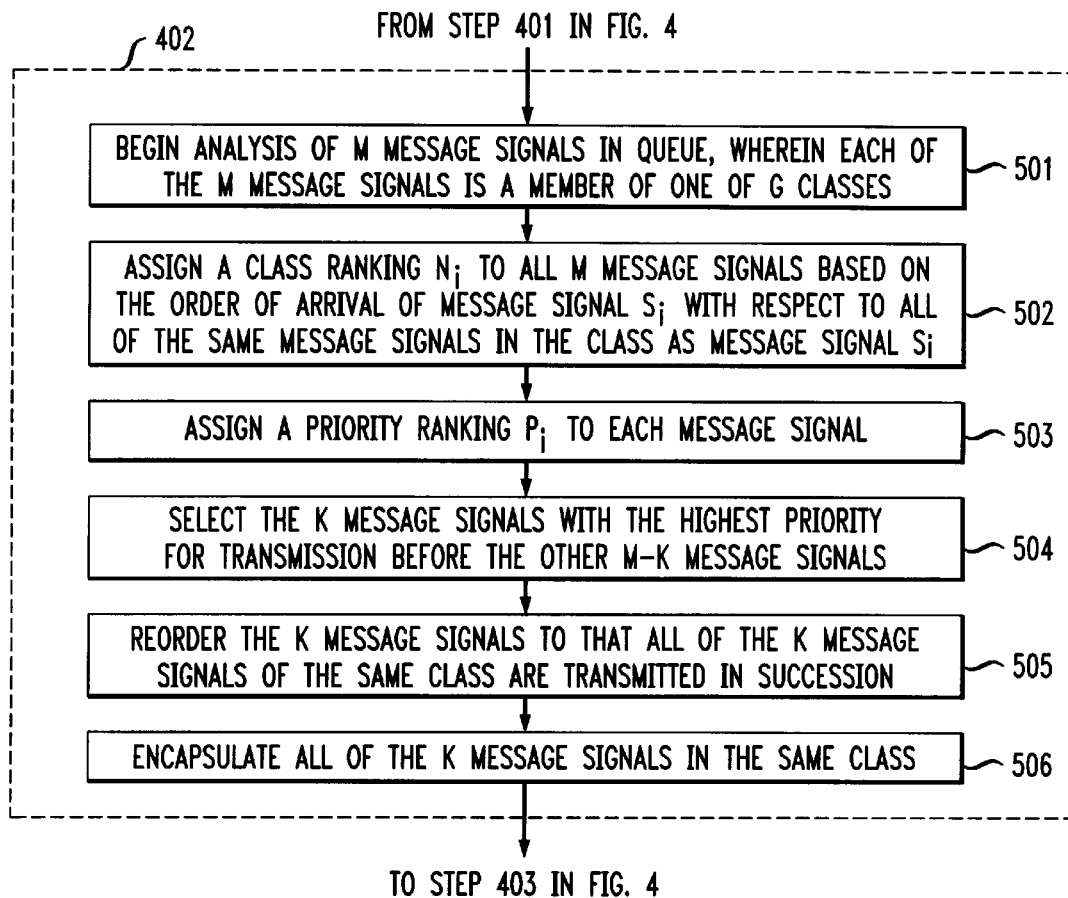 FROM STEP 401 IN FIG. 4
402
BEGIN ANALYSIS OF M MESSAGE SIGNALS IN QUEUE, WHEREIN EACH OF
THE M MESSAGE SIGNALS IS A MEMBER OF ONE OF G CLASSES
501
ASSIGN A CLASS RANKING Ni TO ALL M MESSAGE SIGNALS BASED ON
THE ORDER OF ARRIVAL OF MESSAGE SIGNAL Si WITH RESPECT TO ALL
OF THE SAME MESSAGE SIGNALS IN THE CLASS AS MESSAGE SIGNAL Si
502
ASSIGN A PRIORITY RANKING Pi TO EACH MESSAGE SIGNAL
503
SELECT THE K MESSAGE SIGNALS WITH THE HIGHEST PRIORITY
FOR TRANSMISSION BEFORE THE OTHER M-K MESSAGE SIGNALS
504
REORDER THE K MESSAGE SIGNALS TO THAT ALL OF THE K MESSAGE
SIGNALS OF THE SAME CLASS ARE TRANSMITTED IN SUCCESSION
505
ENCAPSULATE ALL OF THE K MESSAGE SIGNALS IN THE SAME CLASS
506
TO STEP 403 IN FIG. 4